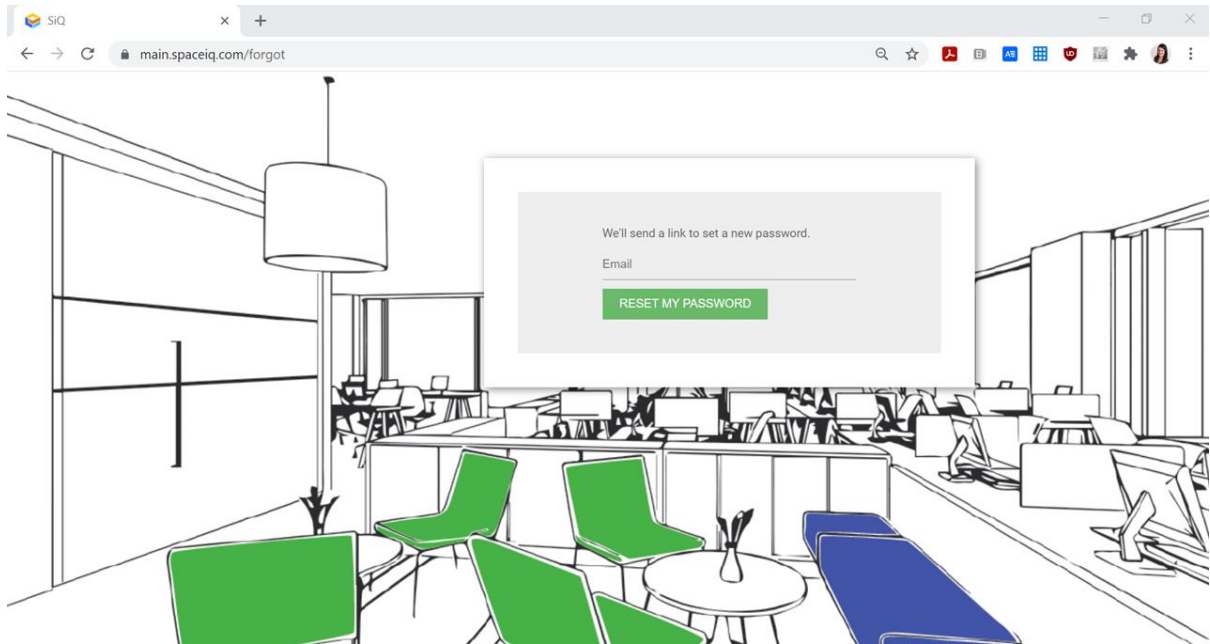 SiQ
main.spaceiq.com/forgot
We'll send a link to set a new password.
Email
RESET MY PASSWORD